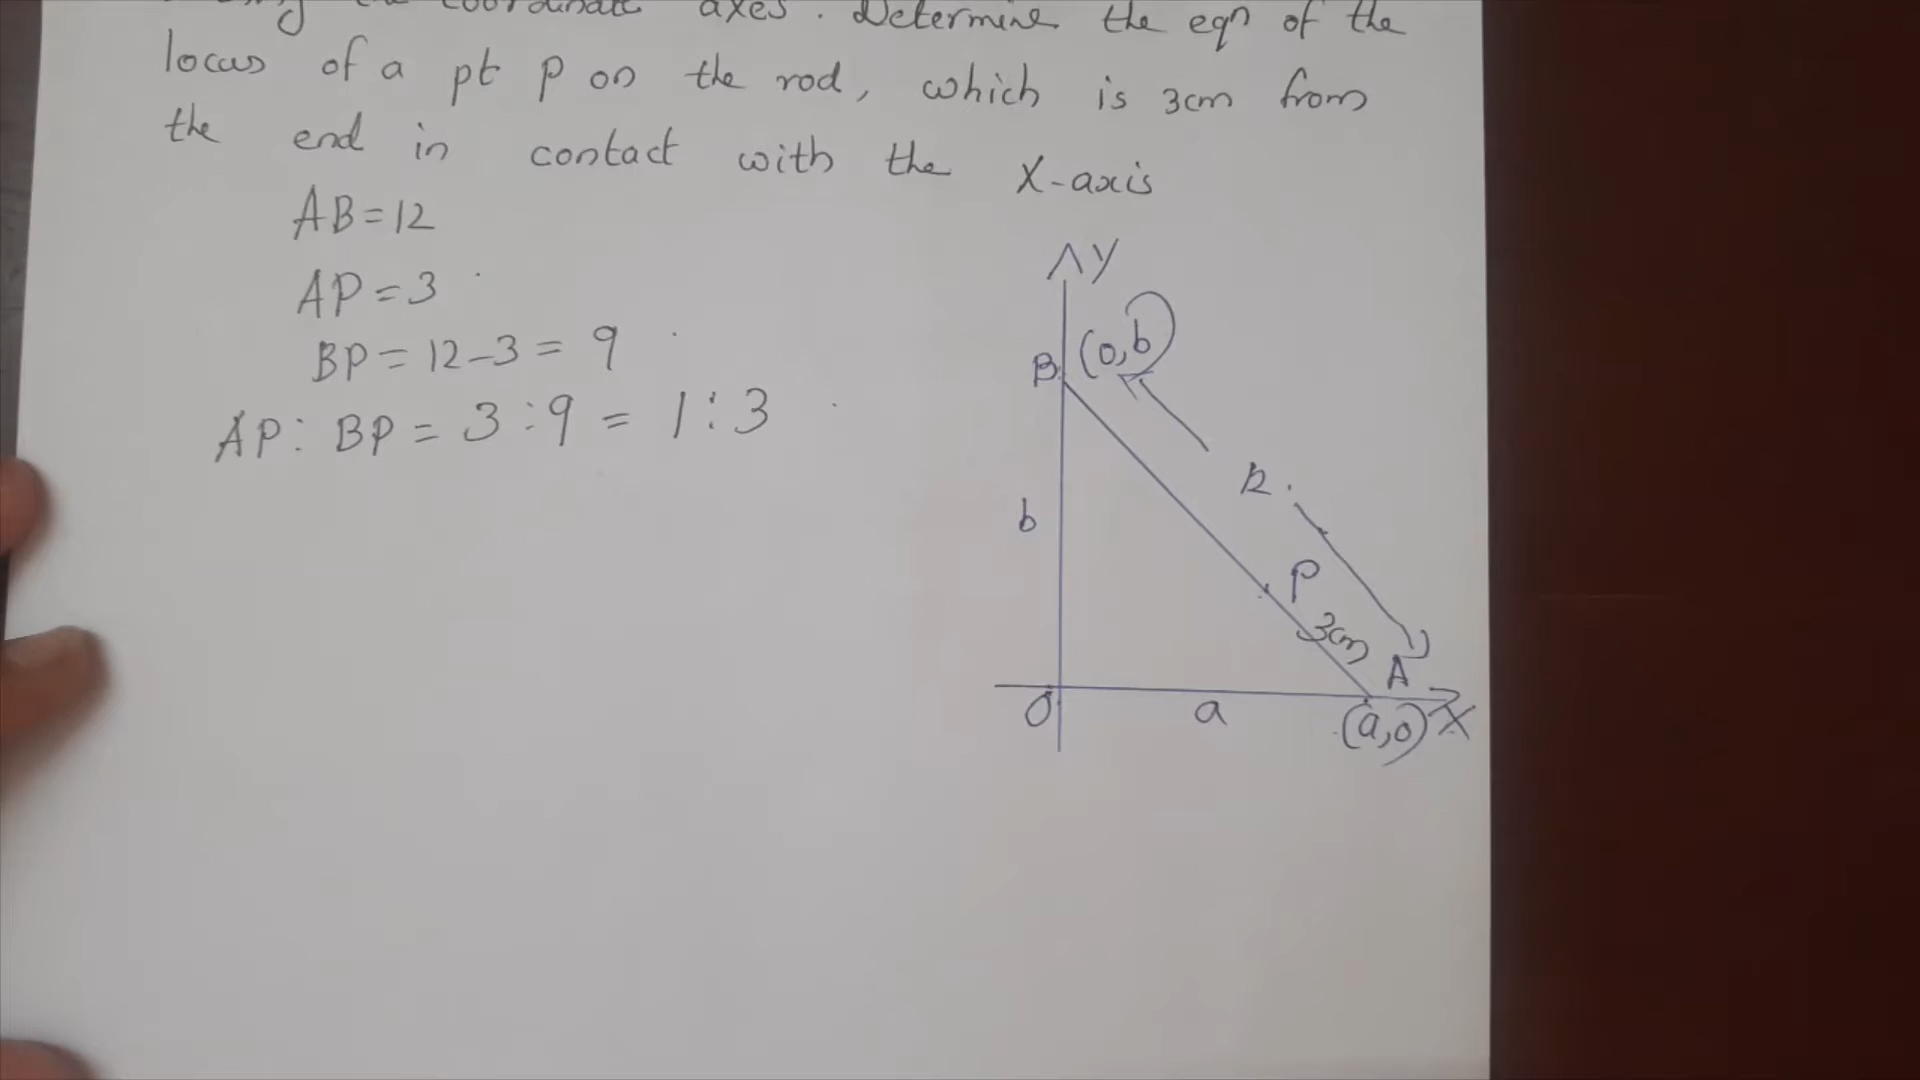 the coordinate axes. Determine the eqn of the
locus of a pt P on the rod, which is 3cm from
the end in contact with the X-axis
AB=12
AP=3
BP=12-3=9
AP:BP=3:9=1:3
Y
B (0,b)
12
b
P
3cm
A
O a (a,0) X